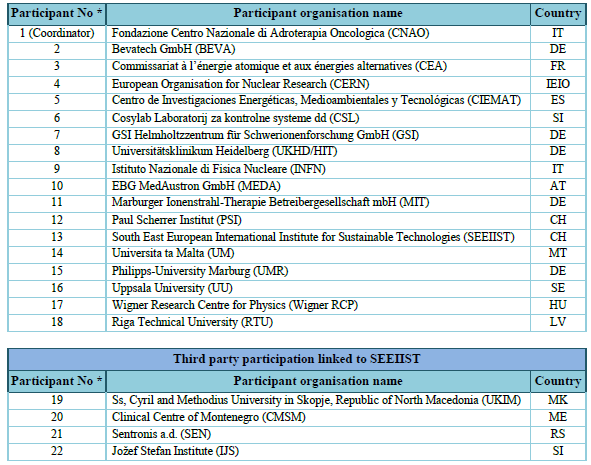 Participant No * Participant organisation name Country
1 (Coordinator) Fondazione Centro Nazionale di Adroterapia Oncologica (CNAO) IT
2 Bevatech GmbH (BEVA) DE
3 Commissariat à l’énergie atomique et aux énergies alternatives (CEA) FR
4 European Organisation for Nuclear Research (CERN) IEIO
5 Centro de Investigaciones Energéticas, Medioambientales y Tecnológicas (CIEMAT) ES
6 Cosylab Laboratorij za kontrolne systeme dd (CSL) SI
7 GSI Helmholtzzentrum für Schwerionenforschung GmbH (GSI) DE
8 Universitätsklinikum Heidelberg (UKHD/HIT) DE
9 Istituto Nazionale di Fisica Nucleare (INFN) IT
10 EBG MedAustron GmbH (MEDA) AT
11 Marburger Ionenstrahl-Therapie Betreibergesellschaft mbH (MIT) DE
12 Paul Scherrer Institut (PSI) CH
13 South East European International Institute for Sustainable Technologies (SEEIIST) CH
14 Universita ta Malta (UM) MT
15 Philipps-University Marburg (UMR) DE
16 Uppsala University (UU) SE
17 Wigner Research Centre for Physics (Wigner RCP) HU
18 Riga Technical University (RTU) LV
Third party participation linked to SEEIIST
Participant No * Participant organisation name Country
19 Ss, Cyril and Methodius University in Skopje, Republic of North Macedonia (UKIM) MK
20 Clinical Centre of Montenegro (CMSM) ME
21 Sentronis a.d. (SEN) RS
22 Jožef Stefan Institute (IJS) SI